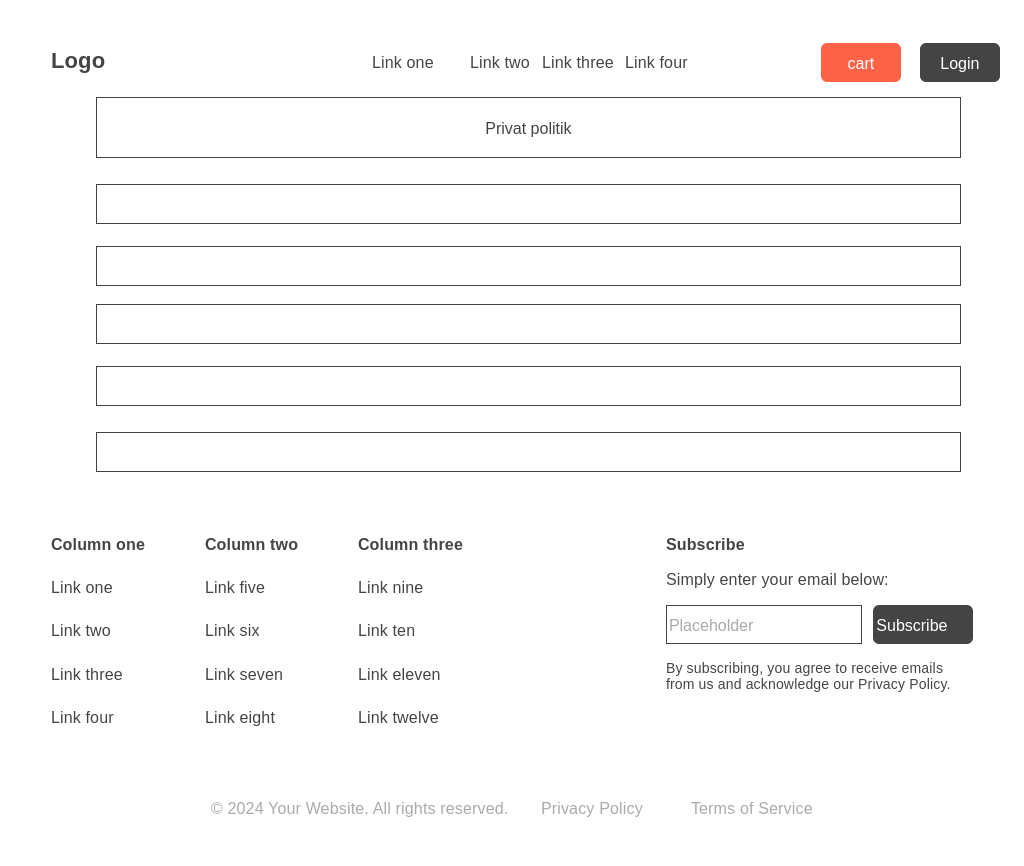 Logo
Link one
Link two
Link three
Link four
cart
Login
Privat politik
Column one
Link one
Link two
Link three
Link four
Column two
Link five
Link six
Link seven
Link eight
Column three
Link nine
Link ten
Link eleven
Link twelve
Subscribe
Simply enter your email below:
Placeholder
Subscribe
By subscribing, you agree to receive emails
from us and acknowledge our Privacy Policy.
© 2024 Your Website. All rights reserved.
Privacy Policy
Terms of Service